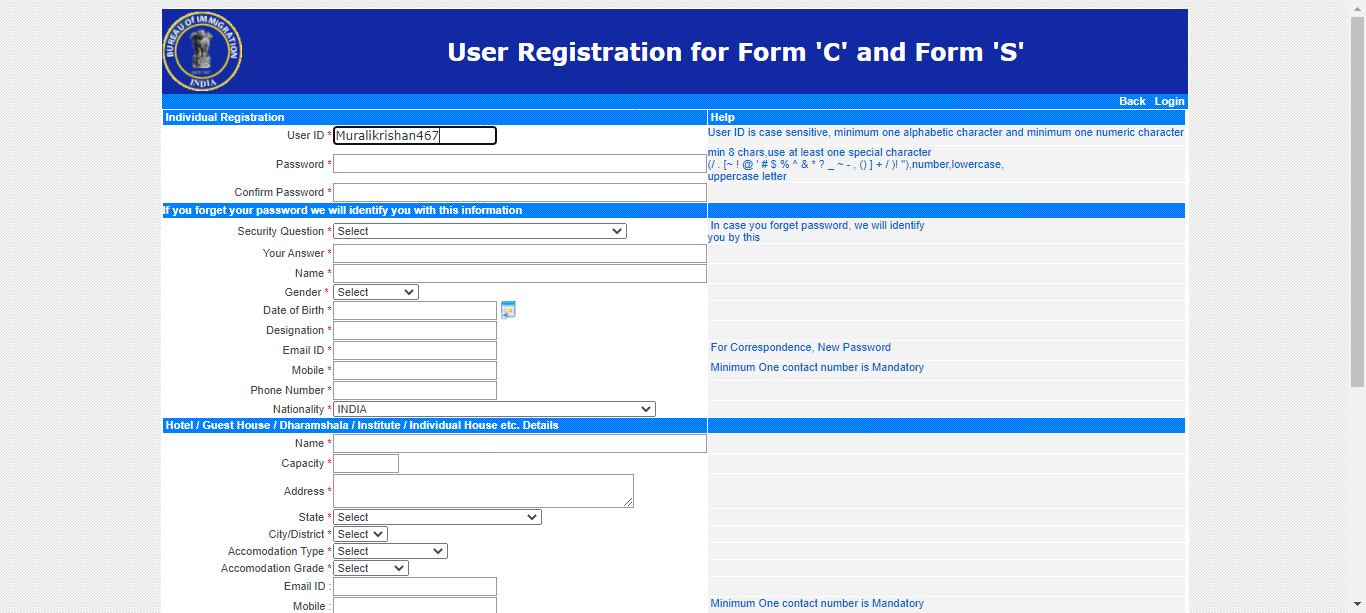 BUREAU OF IMMIGRATION
INDIA
User Registration for Form 'C' and Form 'S'
Back Login
Individual Registration Help
User ID * Muralikrishan467 User ID is case sensitive, minimum one alphabetic character and minimum one numeric character
Password * min 8 chars,use at least one special character
(/ . [~ ! @ ' # $ % ^ & * ? _ ~ - , () ] + / )! "),number,lowercase,
uppercase letter
Confirm Password *
If you forget your password we will identify you with this information
Security Question * Select In case you forget password, we will identify
you by this
Your Answer *
Name *
Gender * Select
Date of Birth *
Designation *
Email ID * For Correspondence, New Password
Mobile * Minimum One contact number is Mandatory
Phone Number *
Nationality * INDIA
Hotel / Guest House / Dharamshala / Institute / Individual House etc. Details
Name *
Capacity *
Address *
State * Select
City/District * Select
Accomodation Type * Select
Accomodation Grade * Select
Email ID :
Mobile : Minimum One contact number is Mandatory